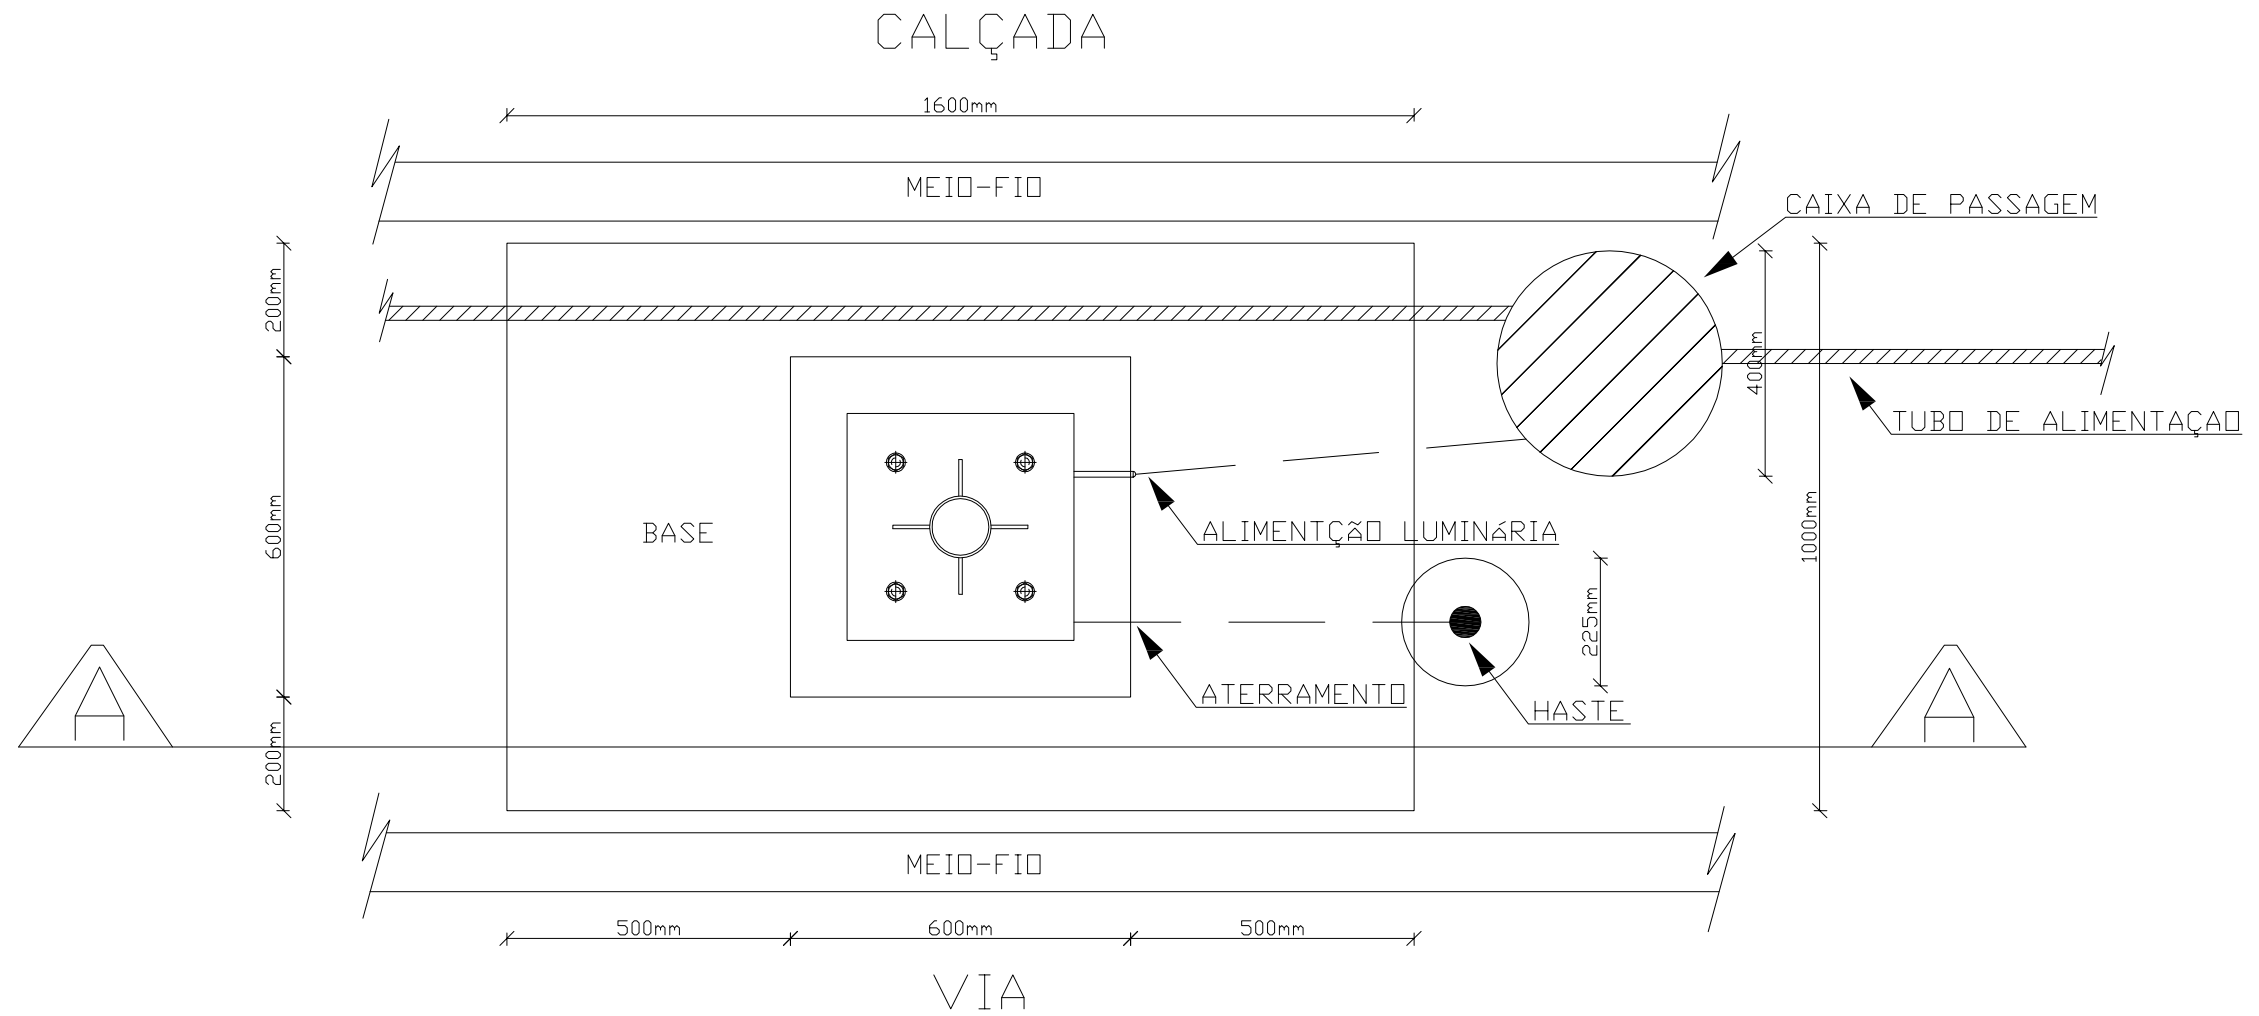 CALÇADA
1600mm
MEIO-FIO
CAIXA DE PASSAGEM
200mm
400mm
TUBO DE ALIMENTAÇAO
600mm
BASE
ALIMENTÇÃO LUMINÁRIA
1000mm
225mm
ATERRAMENTO
HASTE
A
A
200mm
MEIO-FIO
500mm
600mm
500mm
VIA